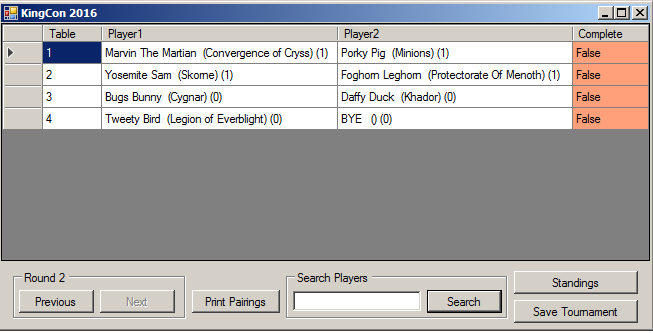 KingCon 2016
Table Player1 Player2 Complete
1 Marvin The Martian (Convergence of Cryss) (1) Porky Pig (Minions) (1) False
2 Yosemite Sam (Skorne) (1) Foghorn Leghorn (Protectorate Of Menoth) (1) False
3 Bugs Bunny (Cygnar) (0) Daffy Duck (Khador) (0) False
4 Tweety Bird (Legion of Everblight) (0) BYE () (0) False
Round 2 Search Players
Standings
Previous Next Print Pairings Search
Save Tournament